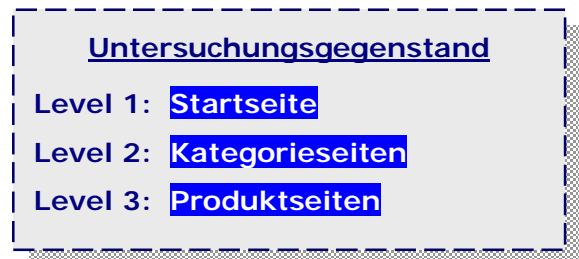 Untersuchungsgegenstand
Level 1: Startseite
Level 2: Kategorieseiten
Level 3: Produktseiten